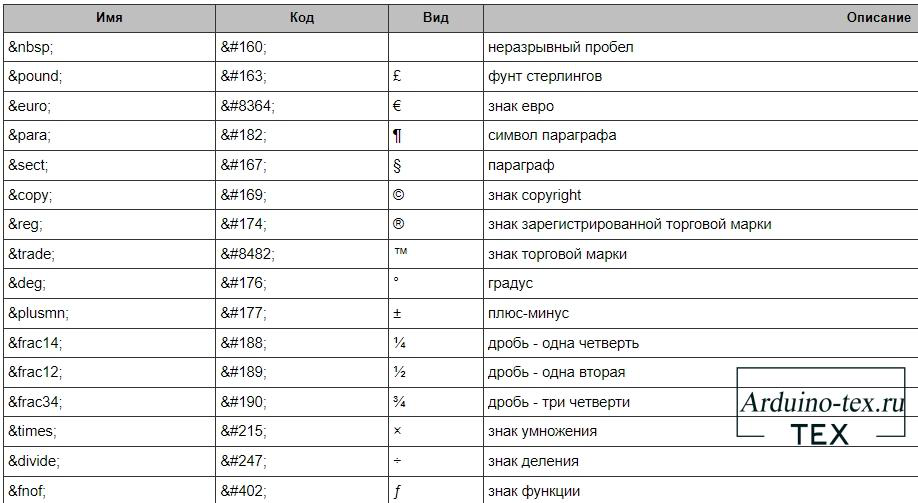 Имя Код Вид Описание
&nbsp; &#160; неразрывный пробел
&pound; &#163; £ фунт стерлингов
&euro; &#8364; € знак евро
&para; &#182; ¶ символ параграфа
&sect; &#167; § параграф
&copy; &#169; © знак copyright
&reg; &#174; ® знак зарегистрированной торговой марки
&trade; &#8482; ™ знак торговой марки
&deg; &#176; ° градус
&plusmn; &#177; ± плюс-минус
&frac14; &#188; ¼ дробь - одна четверть
&frac12; &#189; ½ дробь - одна вторая
&frac34; &#190; ¾ дробь - три четверти
&times; &#215; × знак умножения
&divide; &#247; ÷ знак деления
&fnof; &#402; ƒ знак функции
Arduino-tex.ru
TEX